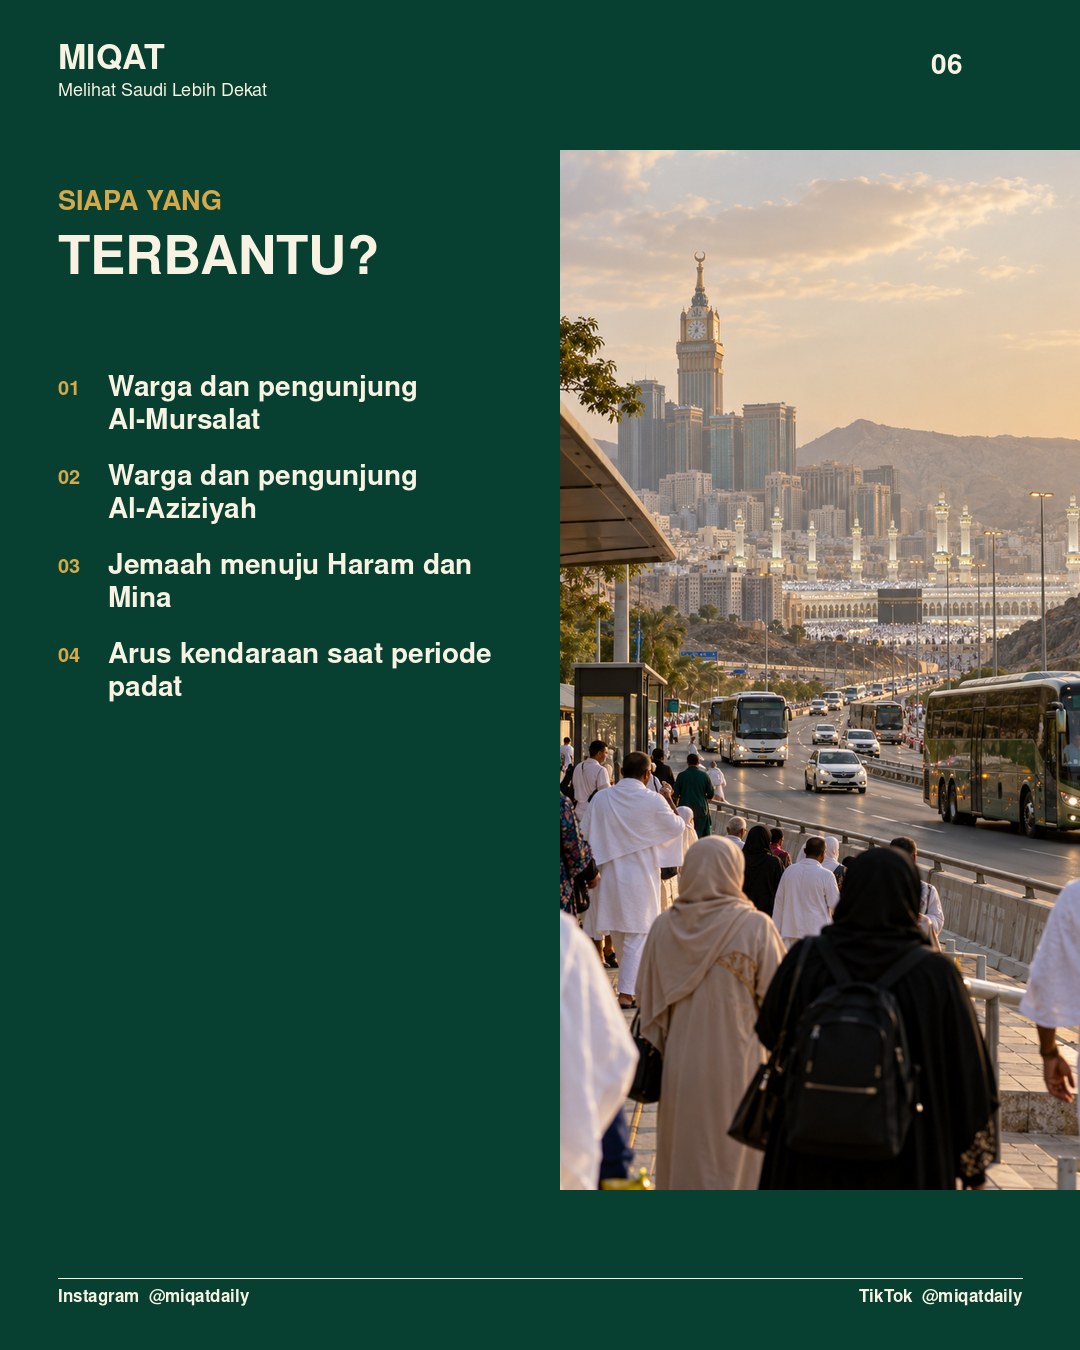 MIQAT
Melihat Saudi Lebih Dekat
06
SIAPA YANG
TERBANTU?
01 Warga dan pengunjung
Al-Mursalat
02 Warga dan pengunjung
Al-Aziziyah
03 Jemaah menuju Haram dan
Mina
04 Arus kendaraan saat periode
padat
Instagram @miqatdaily
TikTok @miqatdaily